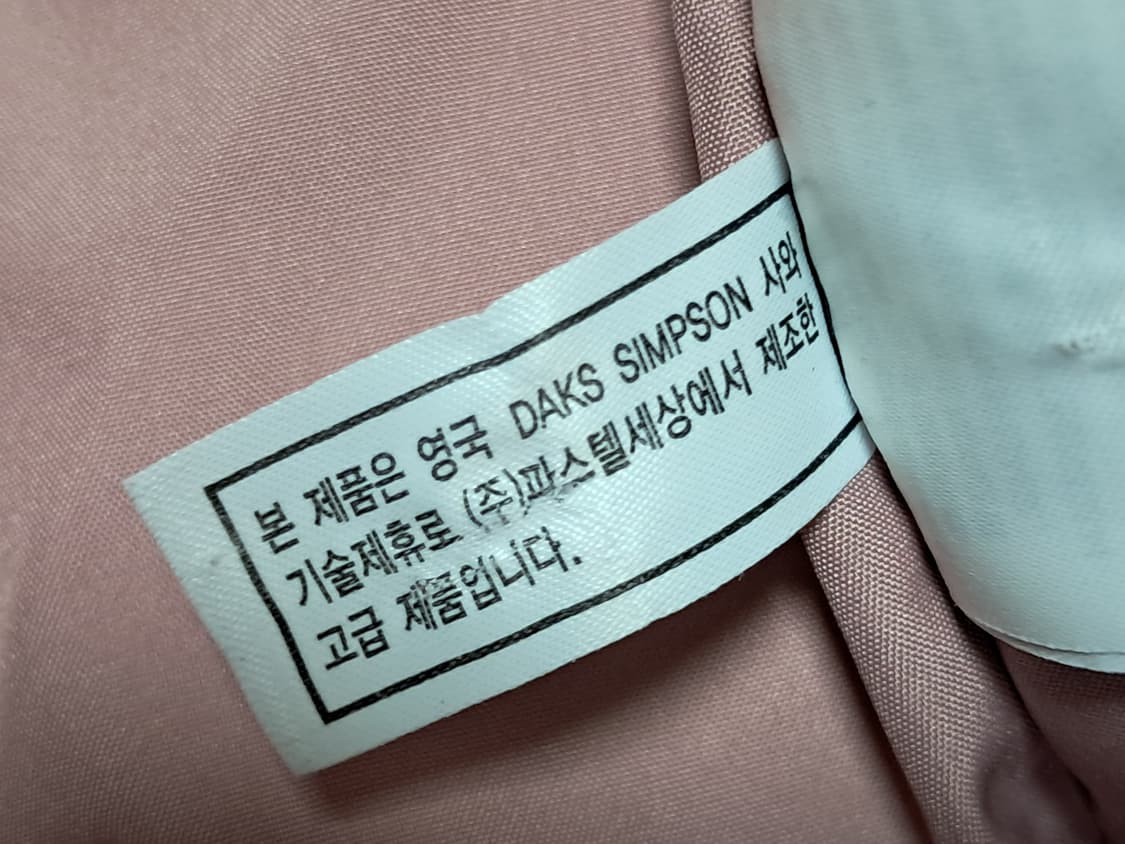 본 제품은 영국 DAKS SIMPSON 사와
기술제휴로 (주)파스텔세상에서 제조한
고급 제품입니다.